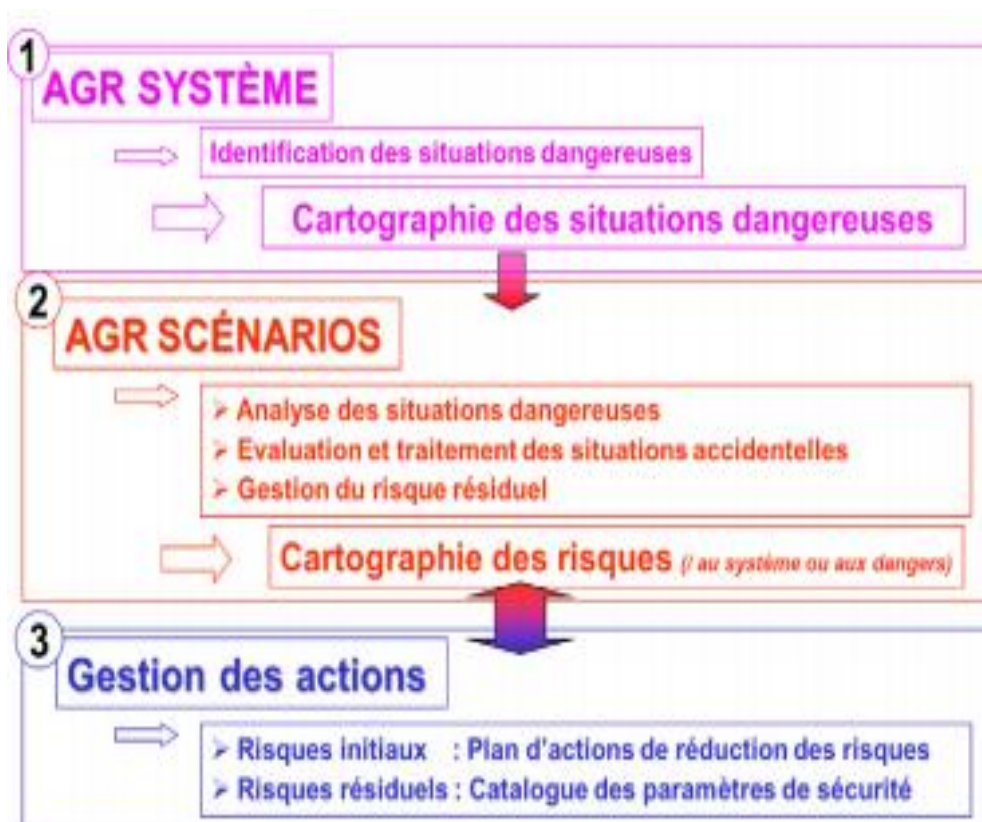 1
AGR SYSTÈME
Identification des situations dangereuses
Cartographie des situations dangereuses
2
AGR SCÉNARIOS
➢ Analyse des situations dangereuses
➢ Evaluation et traitement des situations accidentelles
➢ Gestion du risque résiduel
Cartographie des risques (/ au système ou aux dangers)
3
Gestion des actions
➢ Risques initiaux : Plan d'actions de réduction des risques
➢ Risques résiduels : Catalogue des paramètres de sécurité